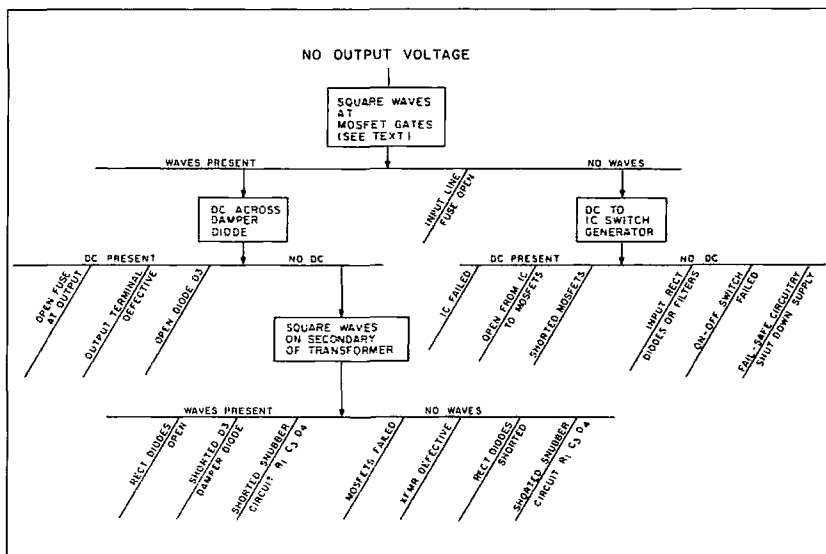 NO OUTPUT VOLTAGE
SQUARE WAVES
AT
MOSFET GATES
(SEE TEXT)
WAVES PRESENT
NO WAVES
INPUT LINE
FUSE OPEN
DC ACROSS
DAMPER
DIODE
DC TO
IC SWITCH
GENERATOR
DC PRESENT
NO DC
DC PRESENT
NO DC
OPEN FUSE
AT OUTPUT
OUTPUT TERMINAL
DEFECTIVE
OPEN DIODE D3
IC FAILED
OPEN FROM IC
TO MOSFETS
SHORTED MOSFETS
INPUT RECT
DIODES OR FILTERS
ON-OFF SWITCH
FAILED
FAIL-SAFE CIRCUITRY
SHUT DOWN SUPPLY
SQUARE WAVES
ON SECONDARY
OF TRANSFORMER
WAVES PRESENT
NO WAVES
RECT DIODES
OPEN
SHORTED D3
DAMPER DIODE
SHORTED SNUBBER
CIRCUIT R1 C3 D4
MOSFETS FAILED
XFMR DEFECTIVE
RECT DIODES
SHORTED
SHORTED SNUBBER
CIRCUIT R1 C3 D4